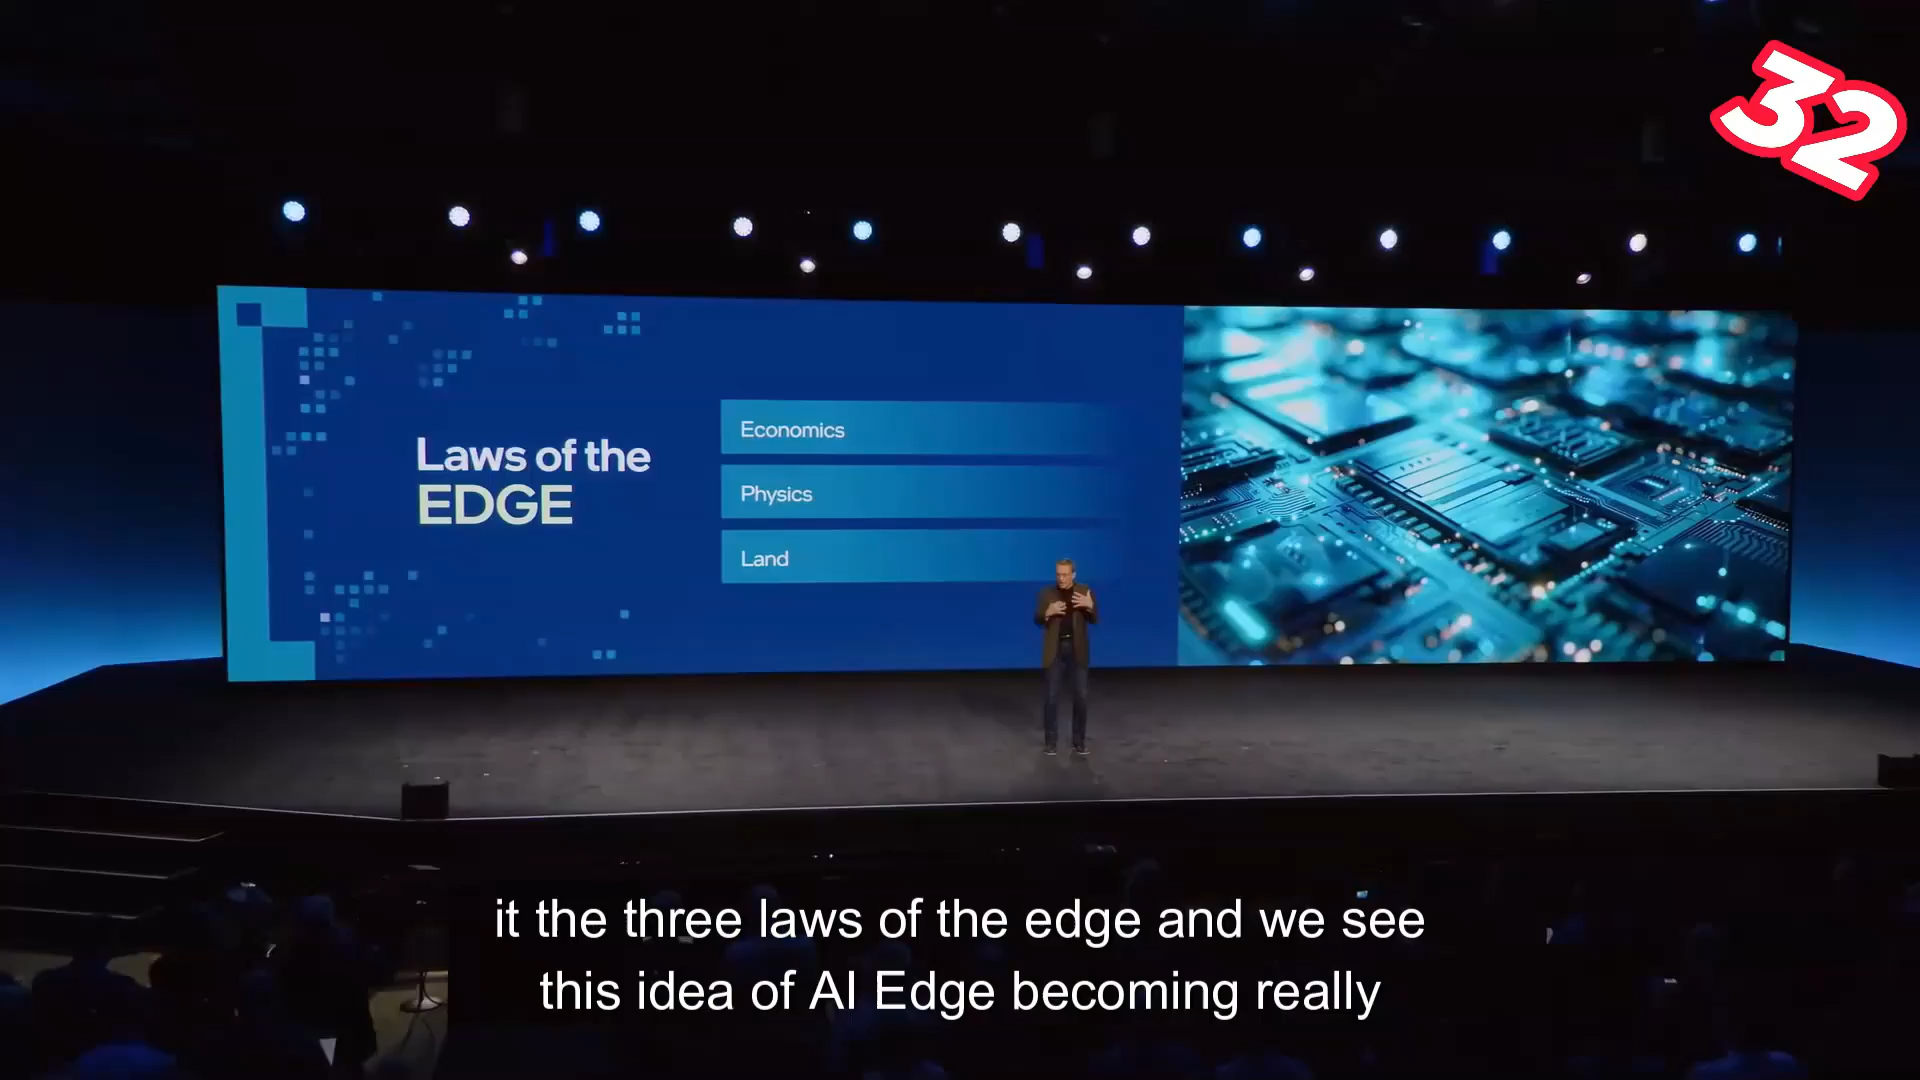 32
Laws of the
EDGE
Economics
Physics
Land
it the three laws of the edge and we see
this idea of AI Edge becoming really